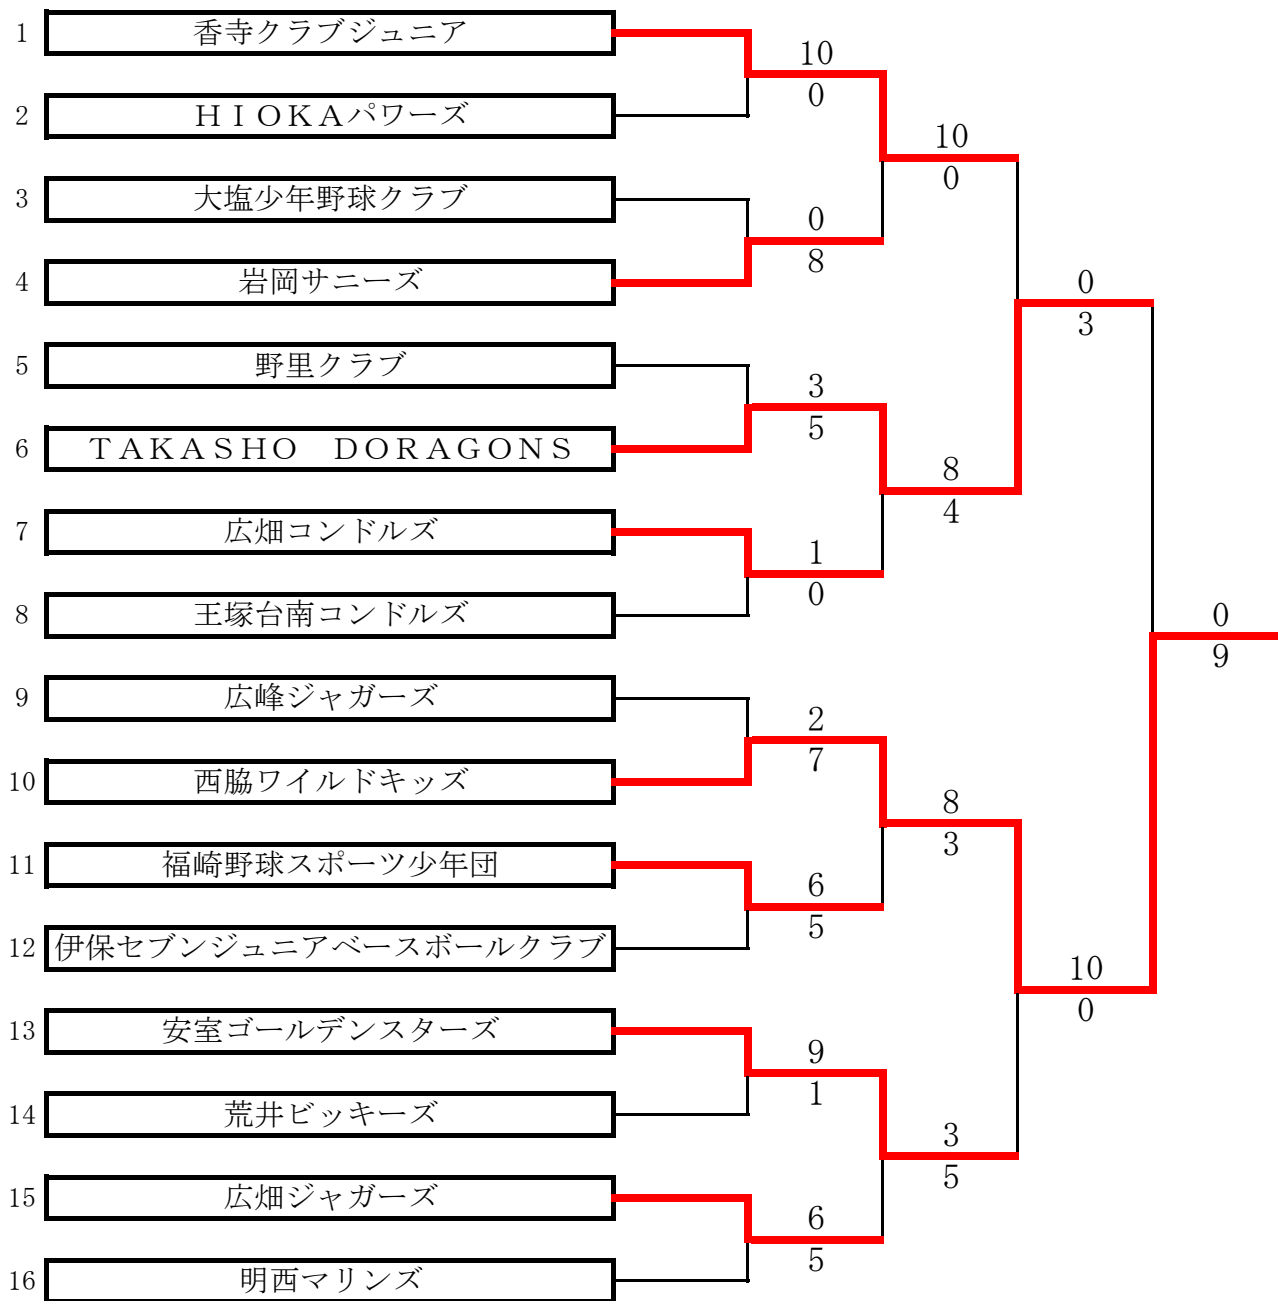 1 香寺クラブジュニア
2 ＨＩＯＫＡパワーズ
10
0
3 大塩少年野球クラブ
4 岩岡サニーズ
0
8
10
0
5 野里クラブ
6 ＴＡＫＡＳＨＯ　ＤＯＲＡＧＯＮＳ
3
5
7 広畑コンドルズ
8 王塚台南コンドルズ
1
0
8
4
0
3
9 広峰ジャガーズ
10 西脇ワイルドキッズ
2
7
11 福崎野球スポーツ少年団
12 伊保セブンジュニアベースボールクラブ
6
5
8
3
13 安室ゴールデンスターズ
14 荒井ビッキーズ
9
1
15 広畑ジャガーズ
16 明西マリンズ
6
5
3
5
10
0
0
9